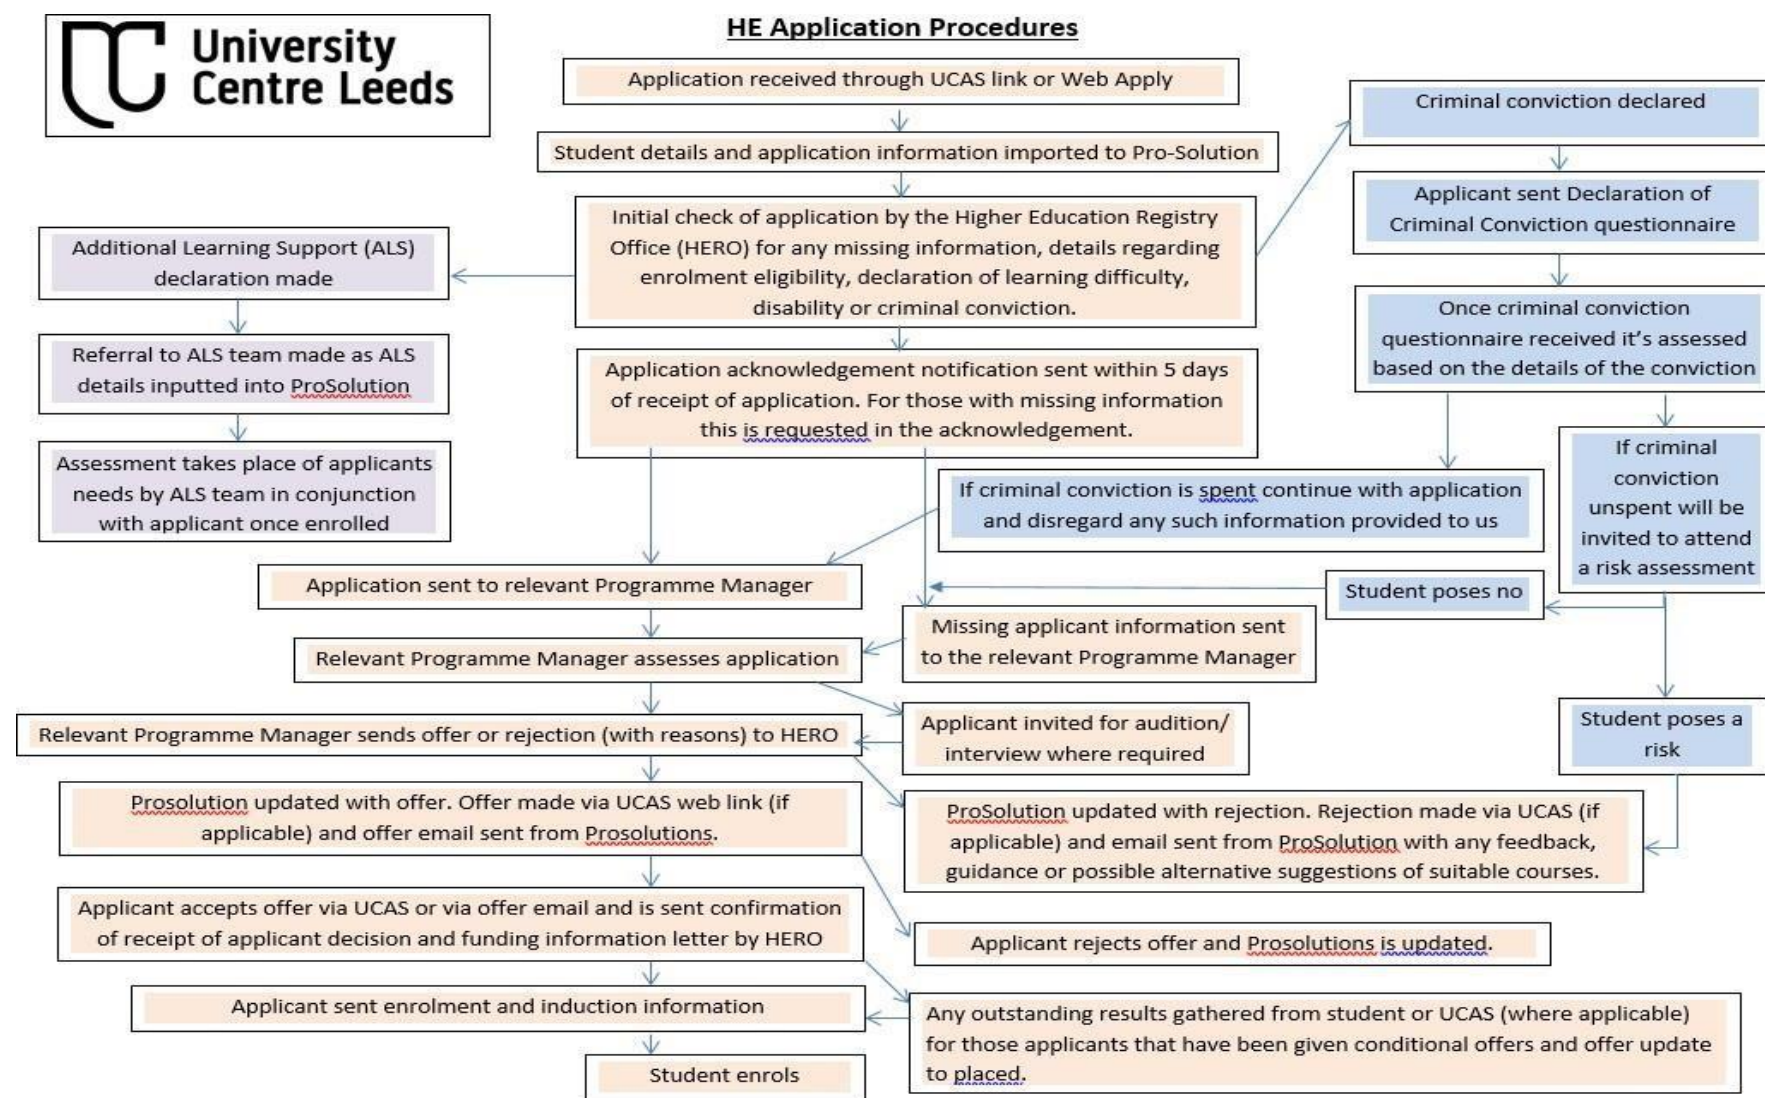 University
Centre Leeds
HE Application Procedures
Application received through UCAS link or Web Apply
Student details and application information imported to Pro-Solution
Initial check of application by the Higher Education Registry
Office (HERO) for any missing information, details regarding
enrolment eligibility, declaration of learning difficulty,
disability or criminal conviction.
Criminal conviction declared
Applicant sent Declaration of
Criminal Conviction questionnaire
Once criminal conviction
questionnaire received it’s assessed
based on the details of the conviction
Additional Learning Support (ALS)
declaration made
Referral to ALS team made as ALS
details inputted into ProSolution
Assessment takes place of applicants
needs by ALS team in conjunction
with applicant once enrolled
Application acknowledgement notification sent within 5 days
of receipt of application. For those with missing information
this is requested in the acknowledgement.
If criminal conviction is spent continue with application
and disregard any such information provided to us
If criminal
conviction
unspent will be
invited to attend
a risk assessment
Application sent to relevant Programme Manager
Student poses no
Missing applicant information sent
to the relevant Programme Manager
Relevant Programme Manager assesses application
Applicant invited for audition/
interview where required
Student poses a
risk
Relevant Programme Manager sends offer or rejection (with reasons) to HERO
Prosolution updated with offer. Offer made via UCAS web link (if
applicable) and offer email sent from Prosolutions.
ProSolution updated with rejection. Rejection made via UCAS (if
applicable) and email sent from ProSolution with any feedback,
guidance or possible alternative suggestions of suitable courses.
Applicant accepts offer via UCAS or via offer email and is sent confirmation
of receipt of applicant decision and funding information letter by HERO
Applicant rejects offer and Prosolutions is updated.
Applicant sent enrolment and induction information
Any outstanding results gathered from student or UCAS (where applicable)
for those applicants that have been given conditional offers and offer update
to placed.
Student enrols